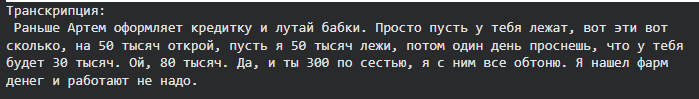 Транскрипция:
Раньше Артем оформляет кредитку и лутай бабки. Просто пусть у тебя лежат, вот эти вот
сколько, на 50 тысяч открой, пусть я 50 тысяч лежи, потом один день проснешь, что у тебя
будет 30 тысяч. Ой, 80 тысяч. Да, и ты 300 по сестью, я с ним все обтоню. Я нашел фарм
денег и работают не надо.